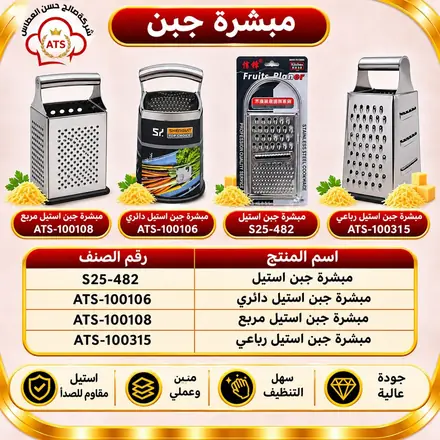 شركة صالح حسن العطاس
ATS
مبشرة جبن
SHENGUT
信锋
Fruits Planer
STAINLESS STEEL COOKWARE
مبشرة جبن استيل مربع
ATS-100108
مبشرة جبن استيل دائري
ATS-100106
مبشرة جبن استيل
S25-482
مبشرة جبن استيل رباعي
ATS-100315
اسم المنتج رقم الصنف
مبشرة جبن استيل S25-482
مبشرة جبن استيل دائري ATS-100106
مبشرة جبن استيل مربع ATS-100108
مبشرة جبن استيل رباعي ATS-100315
جودة
عالية
سهل
التنظيف
متين
وعملي
استيل
مقاوم للصدأ